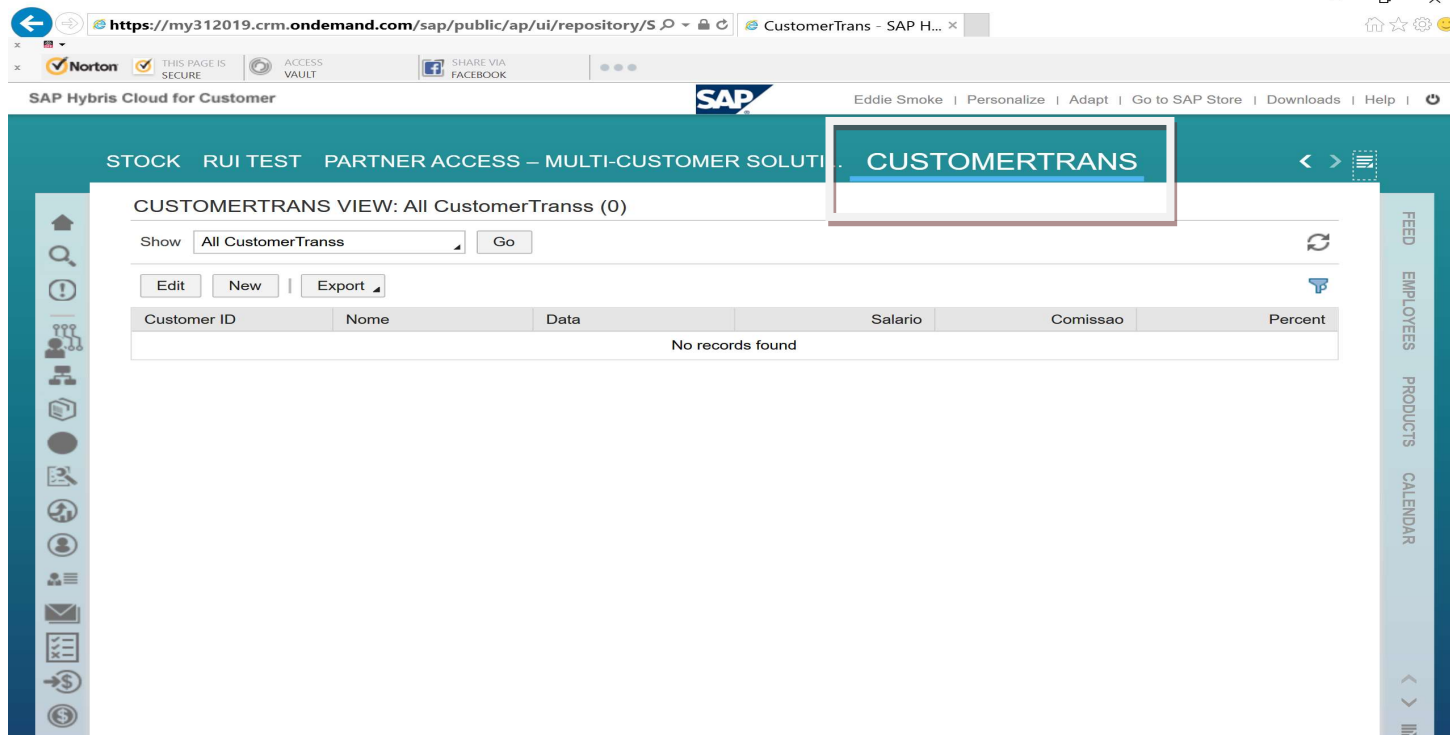 https://my312019.crm.ondemand.com/sap/public/ap/ui/repository/S
CustomerTrans - SAP H...
Norton
THIS PAGE IS SECURE
ACCESS VAULT
SHARE VIA FACEBOOK
SAP Hybris Cloud for Customer
SAP
Eddie Smoke | Personalize | Adapt | Go to SAP Store | Downloads | Help |
STOCK RUI TEST PARTNER ACCESS – MULTI-CUSTOMER SOLUTI... CUSTOMERTRANS
CUSTOMERTRANS VIEW: All CustomerTranss (0)
Show All CustomerTranss Go
Edit New | Export
Customer ID Nome Data Salario Comissao Percent
No records found
FEED
EMPLOYEES
PRODUCTS
CALENDAR